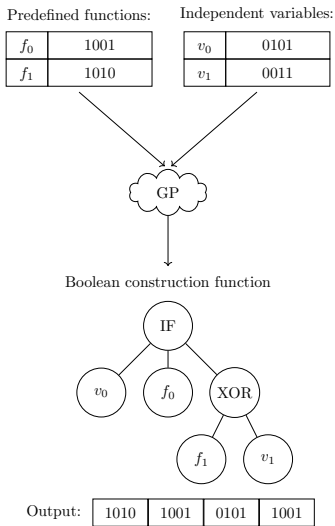 Predefined functions: Independent variables:
f₀ 1001 v₀ 0101
f₁ 1010 v₁ 0011
GP
Boolean construction function
IF
v₀ f₀ XOR
f₁ v₁
Output: 1010 1001 0101 1001